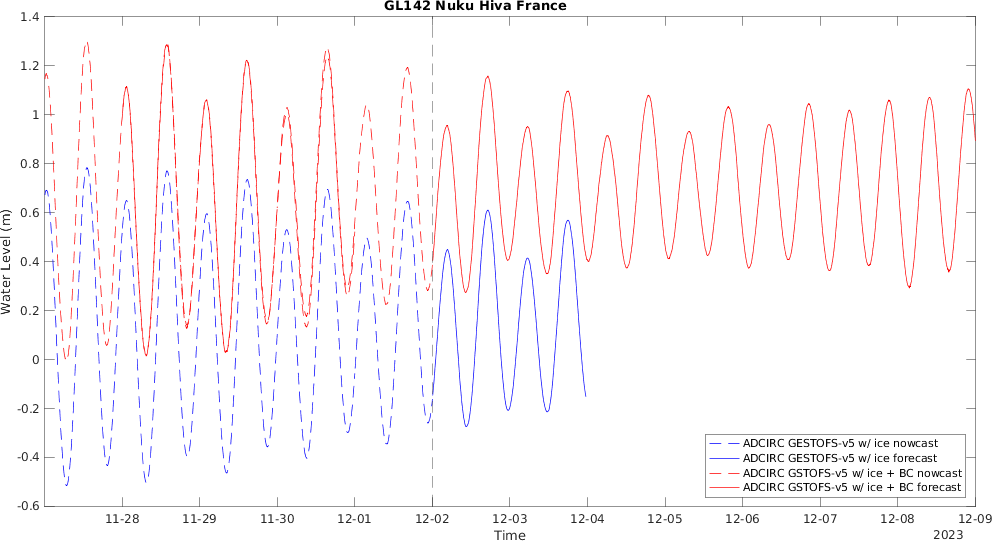 GL142 Nuku Hiva France
1.4
1.2
1
0.8
0.6
0.4
0.2
0
-0.2
-0.4
-0.6
Water Level (m)
11-28 11-29 11-30 12-01 12-02 12-03 12-04 12-05 12-06 12-07 12-08 12-09
Time
2023
ADCIRC GESTOFS-v5 w/ ice nowcast
ADCIRC GESTOFS-v5 w/ ice forecast
ADCIRC GSTOFS-v5 w/ ice + BC nowcast
ADCIRC GSTOFS-v5 w/ ice + BC forecast